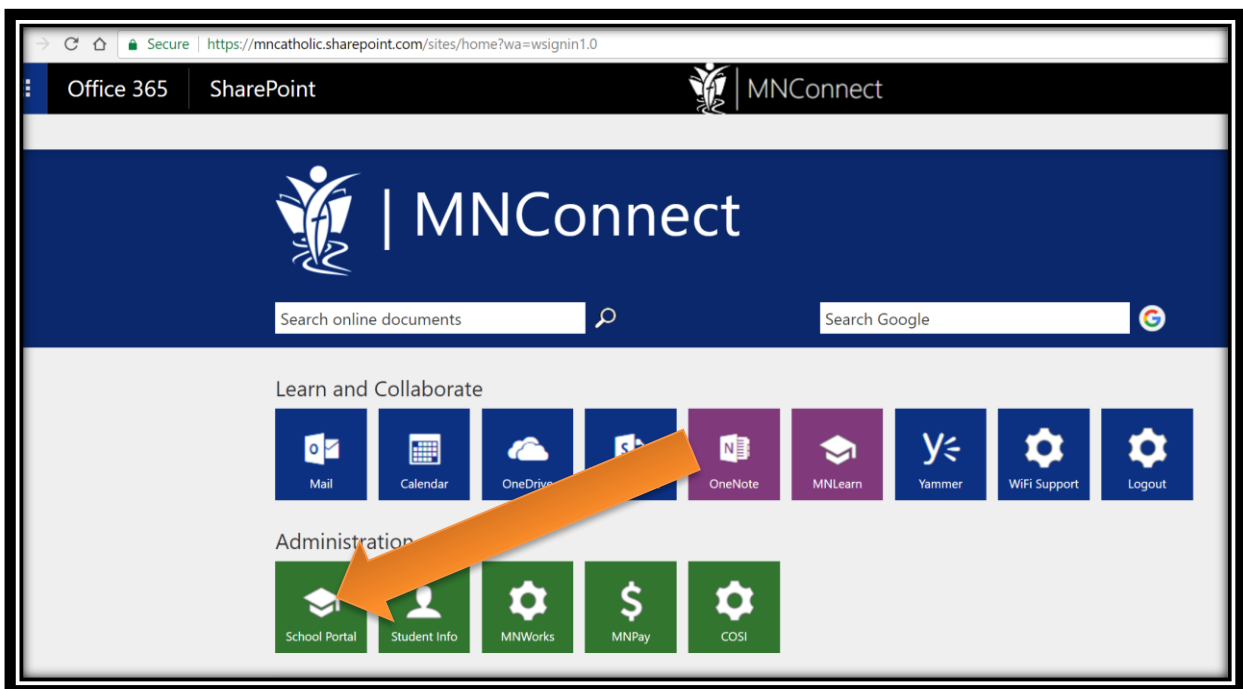 Secure | https://mncatholic.sharepoint.com/sites/home?wa=wsignin1.0
Office 365 SharePoint MNConnect
| MNConnect
Search online documents Search Google
Learn and Collaborate
Mail Calendar OneDrive OneNote MNLearn Yammer WiFi Support Logout
Administration
School Portal Student Info MNWorks MNPay COSI